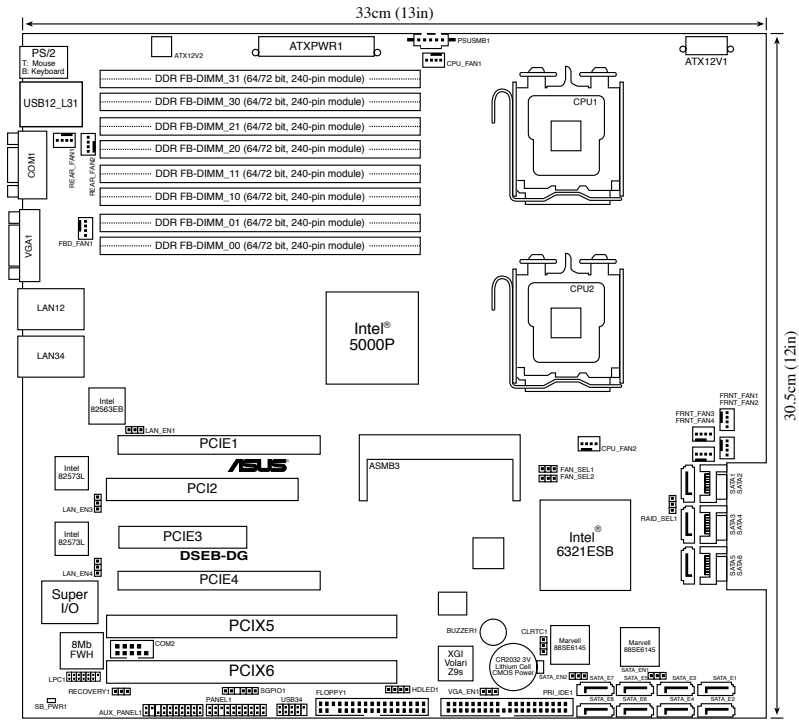 33cm (13in)
30.5cm (12in)
PS/2
T: Mouse
B: Keyboard
ATX12V2
ATXPWR1
PSUSMB1
CPU_FAN1
ATX12V1
USB12_L31
DDR FB-DIMM_31 (64/72 bit, 240-pin module)
DDR FB-DIMM_30 (64/72 bit, 240-pin module)
DDR FB-DIMM_21 (64/72 bit, 240-pin module)
DDR FB-DIMM_20 (64/72 bit, 240-pin module)
DDR FB-DIMM_11 (64/72 bit, 240-pin module)
DDR FB-DIMM_10 (64/72 bit, 240-pin module)
DDR FB-DIMM_01 (64/72 bit, 240-pin module)
DDR FB-DIMM_00 (64/72 bit, 240-pin module)
COM1
REAR_FAN1
REAR_FAN2
CPU1
VGA1
FBD_FAN1
LAN12
LAN34
Intel®
5000P
CPU2
Intel
82563EB
LAN_EN1
PCIE1
ASUS
FRNT_FAN1
FRNT_FAN2
FRNT_FAN3
FRNT_FAN4
CPU_FAN2
ASMB3
FAN_SEL1
FAN_SEL2
Intel
82573L
LAN_EN3
PCI2
SATA1
SATA2
RAID_SEL1
SATA3
SATA4
SATA5
SATA6
Intel
82573L
LAN_EN4
PCIE3
DSEB-DG
PCIE4
Intel®
6321ESB
Super
I/O
PCIX5
8Mb
FWH
COM2
PCIX6
LPC1
BUZZER1
CLRTC1
XGI
Volari
Z9s
CR2032 3V
Lithium Cell
CMOS Power
Marvell
88SE6145
Marvell
88SE6145
SATA_EN2
SATA_EN1
SATA_E7
SATA_E5
SATA_E3
SATA_E1
SATA_E8
SATA_E6
SATA_E4
SATA_E2
SB_PWR1
RECOVERY1
AUX_PANEL1
PANEL1
SGPIO1
USB34
FLOPPY1
HDLED1
VGA_EN1
PRI_IDE1